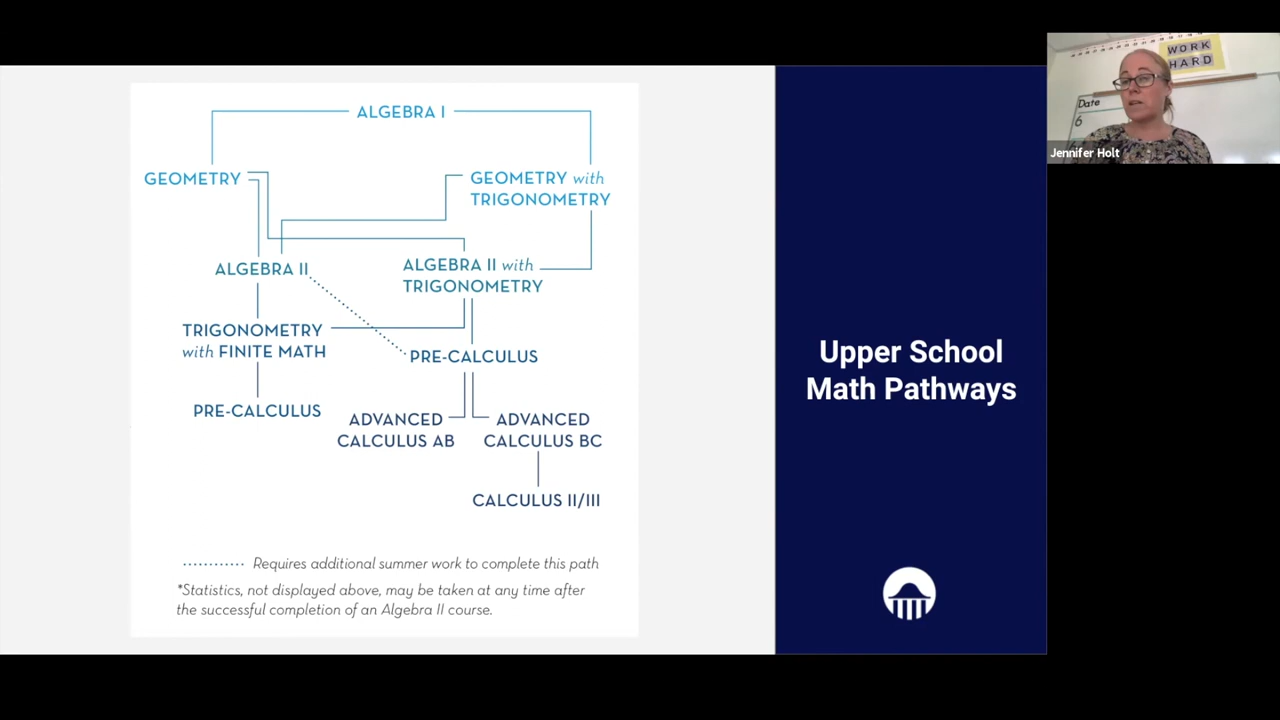 ALGEBRA I
GEOMETRY
GEOMETRY with
TRIGONOMETRY
ALGEBRA II
ALGEBRA II with
TRIGONOMETRY
TRIGONOMETRY
with FINITE MATH
PRE-CALCULUS
PRE-CALCULUS
ADVANCED
CALCULUS AB
ADVANCED
CALCULUS BC
CALCULUS II/III
Requires additional summer work to complete this path
*Statistics, not displayed above, may be taken at any time after
the successful completion of an Algebra II course.
Upper School
Math Pathways
WORK
HARD
Date
6
Jennifer Holt